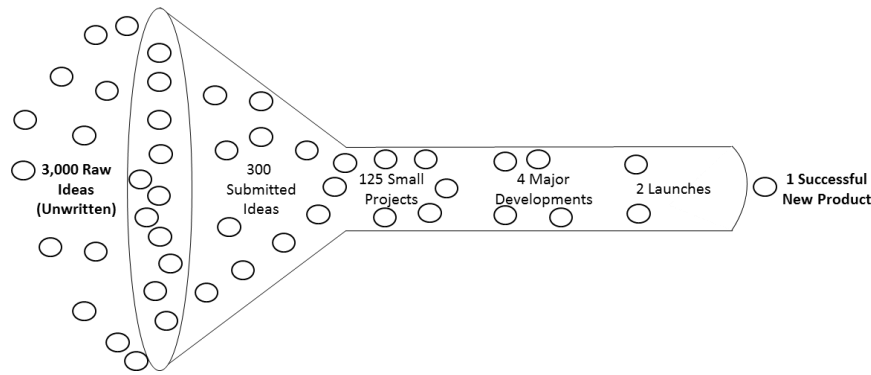 3,000 Raw
Ideas
(Unwritten)
300
Submitted
Ideas
125 Small
Projects
4 Major
Developments
2 Launches
1 Successful
New Product